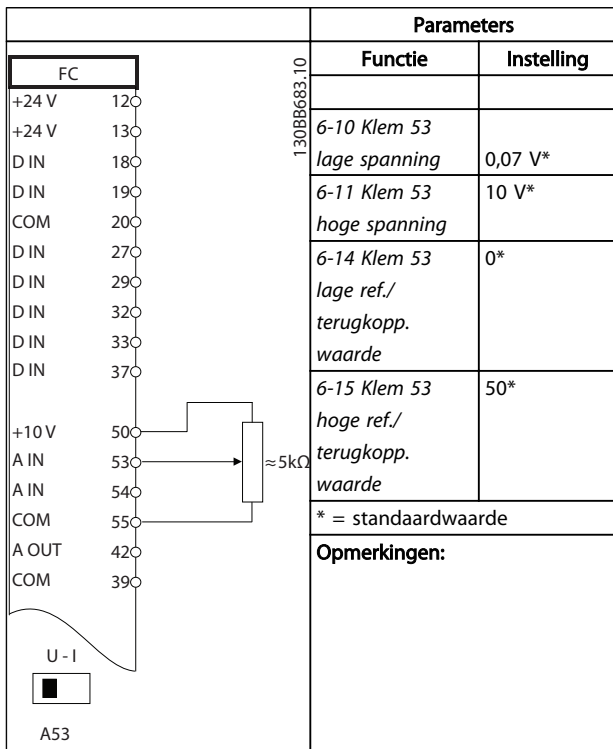 Parameters
Functie Instelling
FC
130BB683.10
+24 V 12
+24 V 13
D IN 18
D IN 19
COM 20
D IN 27
D IN 29
D IN 32
D IN 33
D IN 37
+10 V 50
A IN 53
A IN 54
COM 55
A OUT 42
COM 39
≈5kΩ
U - I
A53
6-10 Klem 53
lage spanning 0,07 V*
6-11 Klem 53 10 V*
hoge spanning
6-14 Klem 53 0*
lage ref./
terugkopp.
waarde
6-15 Klem 53 50*
hoge ref./
terugkopp.
waarde
* = standaardwaarde
Opmerkingen: